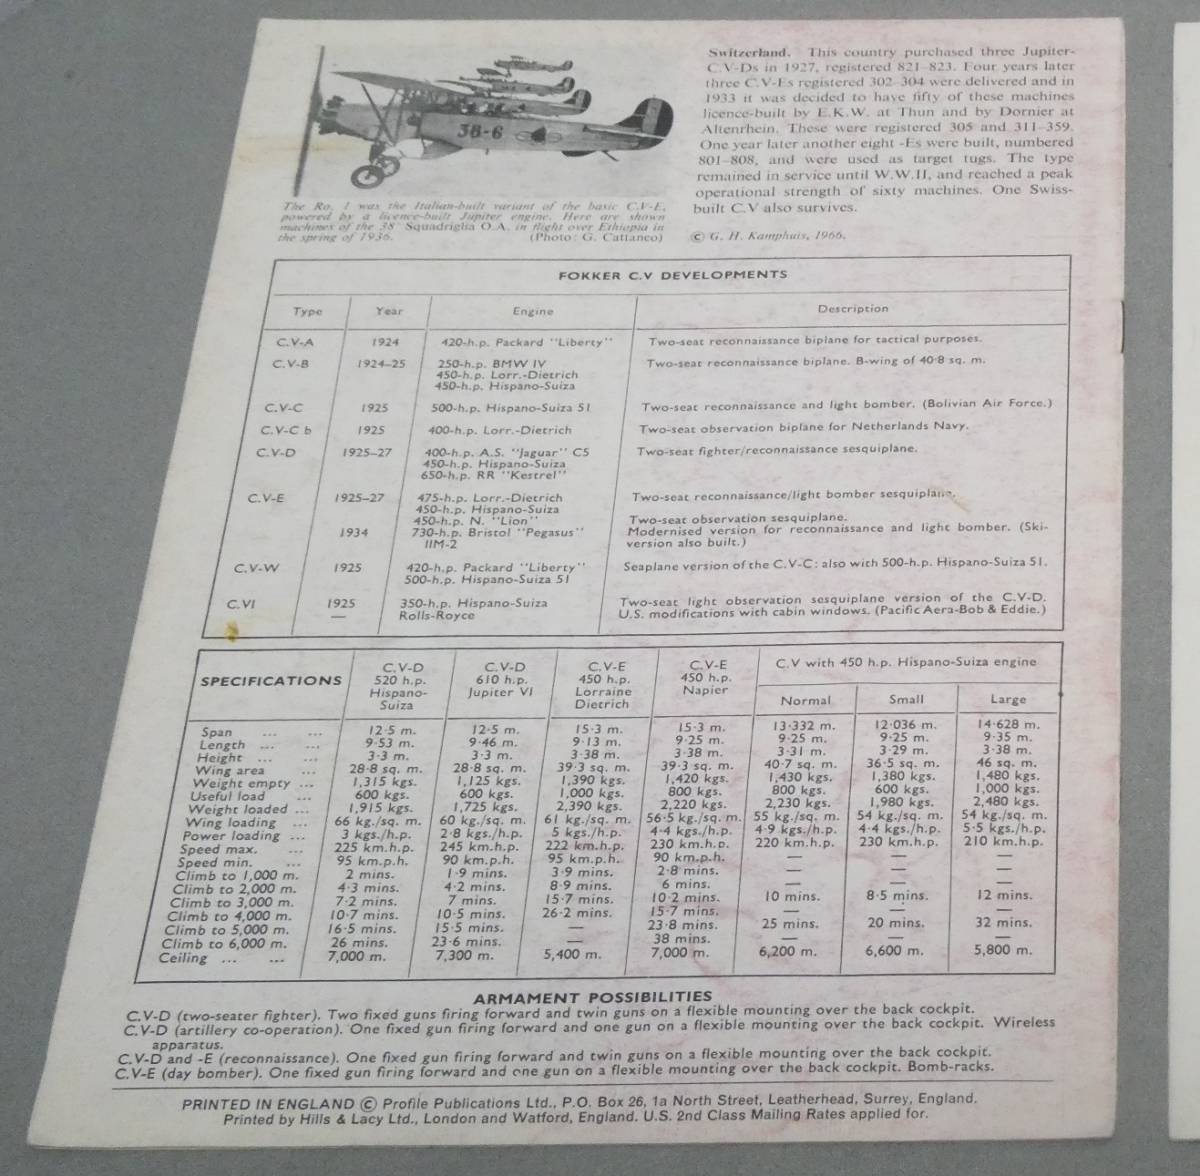 38-6
The Ro. 1 was the Italian-built variant of the basic C.V-E,
powered by a licence-built Jupiter engine. Here are shown
machines of the 38° Squadriglia O.A. in flight over Ethiopia in
the spring of 1936. (Photo: G. Cattaneo)
Switzerland. This country purchased three Jupiter-
C.V-Ds in 1927, registered 821-823. Four years later
three C.V-Es registered 302-304 were delivered and in
1933 it was decided to have fifty of these machines
licence-built by E.K.W. at Thun and by Dornier at
Altenrhein. These were registered 305 and 311-359.
One year later another eight -Es were built, numbered
801-808, and were used as target tugs. The type
remained in service until W.W.II, and reached a peak
operational strength of sixty machines. One Swiss-
built C.V also survives.
© G. H. Kamphuis, 1966.
FOKKER C.V DEVELOPMENTS
Type Year Engine Description
C.V-A 1924 420-h.p. Packard "Liberty" Two-seat reconnaissance biplane for tactical purposes.
C.V-B 1924-25 250-h.p. BMW IV Two-seat reconnaissance biplane. B-wing of 40·8 sq. m.
450-h.p. Lorr.-Dietrich
450-h.p. Hispano-Suiza
C.V-C 1925 500-h.p. Hispano-Suiza 51 Two-seat reconnaissance and light bomber. (Bolivian Air Force.)
C.V-C b 1925 400-h.p. Lorr.-Dietrich Two-seat observation biplane for Netherlands Navy.
C.V-D 1925-27 400-h.p. A.S. "Jaguar" C5 Two-seat fighter/reconnaissance sesquiplane.
450-h.p. Hispano-Suiza
650-h.p. RR "Kestrel"
C.V-E 1925-27 475-h.p. Lorr.-Dietrich Two-seat reconnaissance/light bomber sesquiplane.
450-h.p. Hispano-Suiza
450-h.p. N. "Lion" Two-seat observation sesquiplane.
1934 730-h.p. Bristol "Pegasus" Modernised version for reconnaissance and light bomber. (Ski-
IIM-2 version also built.)
C.V-W 1925 420-h.p. Packard "Liberty" Seaplane version of the C.V-C: also with 500-h.p. Hispano-Suiza 51.
500-h.p. Hispano-Suiza 51
C.VI 1925 350-h.p. Hispano-Suiza Two-seat light observation sesquiplane version of the C.V-D.
— Rolls-Royce U.S. modifications with cabin windows. (Pacific Aera-Bob & Eddie.)
SPECIFICATIONS
C.V-D 520 h.p. Hispano-Suiza
C.V-D 610 h.p. Jupiter VI
C.V-E 450 h.p. Lorraine Dietrich
C.V-E 450 h.p. Napier
C.V with 450 h.p. Hispano-Suiza engine
Normal Small Large
Span ... ... 12·5 m. 12·5 m. 15·3 m. 15·3 m. 13·332 m. 12·036 m. 14·628 m.
Length ... ... 9·53 m. 9·46 m. 9·13 m. 9·25 m. 9·25 m. 9·25 m. 9·35 m.
Height ... ... 3·3 m. 3·3 m. 3·38 m. 3·38 m. 3·31 m. 3·29 m. 3·38 m.
Wing area ... 28·8 sq. m. 28·8 sq. m. 39·3 sq. m. 39·3 sq. m. 40·7 sq. m. 36·5 sq. m. 46 sq. m.
Weight empty ... 1,315 kgs. 1,125 kgs. 1,390 kgs. 1,420 kgs. 1,430 kgs. 1,380 kgs. 1,480 kgs.
Useful load ... 600 kgs. 600 kgs. 1,000 kgs. 800 kgs. 800 kgs. 600 kgs. 1,000 kgs.
Weight loaded ... 1,915 kgs. 1,725 kgs. 2,390 kgs. 2,220 kgs. 2,230 kgs. 1,980 kgs. 2,480 kgs.
Wing loading ... 66 kg./sq. m. 60 kg./sq. m. 61 kg./sq. m. 56·5 kg./sq. m. 55 kg./sq. m. 54 kg./sq. m. 54 kg./sq. m.
Power loading ... 3 kgs./h.p. 2·8 kgs./h.p. 5 kgs./h.p. 4·4 kgs./h.p. 4·9 kgs./h.p. 4·4 kgs./h.p. 5·5 kgs./h.p.
Speed max. ... 225 km.h.p. 245 km.h.p. 222 km.h.p. 230 km.h.p. 220 km.h.p. 230 km.h.p. 210 km.h.p.
Speed min. ... 95 km.p.h. 90 km.p.h. 95 km.p.h. 90 km.p.h. — — —
Climb to 1,000 m. 2 mins. 1·9 mins. 3·9 mins. 2·8 mins. — — —
Climb to 2,000 m. 4·3 mins. 4·2 mins. 8·9 mins. 6 mins. — — —
Climb to 3,000 m. 7·2 mins. 7 mins. 15·7 mins. 10·2 mins. 10 mins. 8·5 mins. 12 mins.
Climb to 4,000 m. 10·7 mins. 10·5 mins. 26·2 mins. 15·7 mins. — — —
Climb to 5,000 m. 16·5 mins. 15·5 mins. — 23·8 mins. 25 mins. 20 mins. 32 mins.
Climb to 6,000 m. 26 mins. 23·6 mins. — 38 mins. — — —
Ceiling ... ... 7,000 m. 7,300 m. 5,400 m. 7,000 m. 6,200 m. 6,600 m. 5,800 m.
ARMAMENT POSSIBILITIES
C.V-D (two-seater fighter). Two fixed guns firing forward and twin guns on a flexible mounting over the back cockpit.
C.V-D (artillery co-operation). One fixed gun firing forward and one gun on a flexible mounting over the back cockpit. Wireless
apparatus.
C.V-D and -E (reconnaissance). One fixed gun firing forward and twin guns on a flexible mounting over the back cockpit.
C.V-E (day bomber). One fixed gun firing forward and one gun on a flexible mounting over the back cockpit. Bomb-racks.
PRINTED IN ENGLAND © Profile Publications Ltd., P.O. Box 26, 1a North Street, Leatherhead, Surrey, England.
Printed by Hills & Lacy Ltd., London and Watford, England. U.S. 2nd Class Mailing Rates applied for.